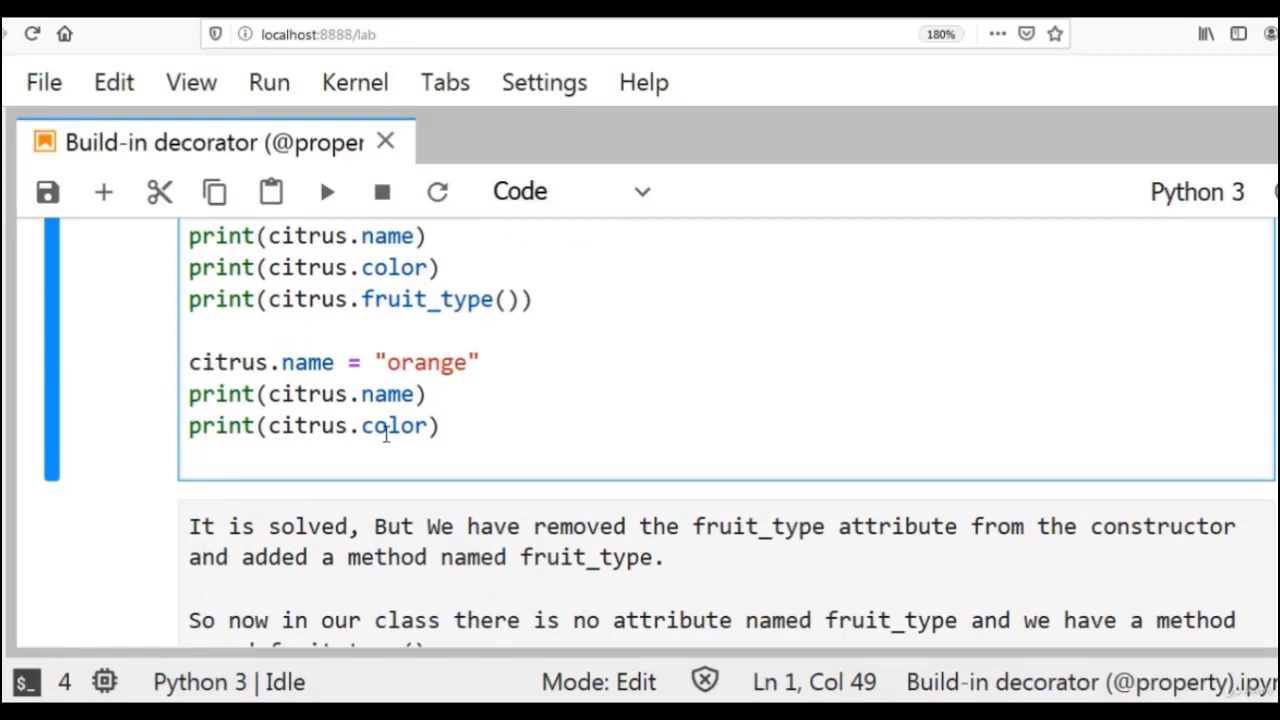 localhost:8888/lab
180%
File Edit View Run Kernel Tabs Settings Help
Build-in decorator (@proper
Code
Python 3
print(citrus.name)
print(citrus.color)
print(citrus.fruit_type())
citrus.name = "orange"
print(citrus.name)
print(citrus.color)
It is solved, But We have removed the fruit_type attribute from the constructor
and added a method named fruit_type.
So now in our class there is no attribute named fruit_type and we have a method
$_ 4 Python 3 | Idle Mode: Edit Ln 1, Col 49 Build-in decorator (@property).ipyn